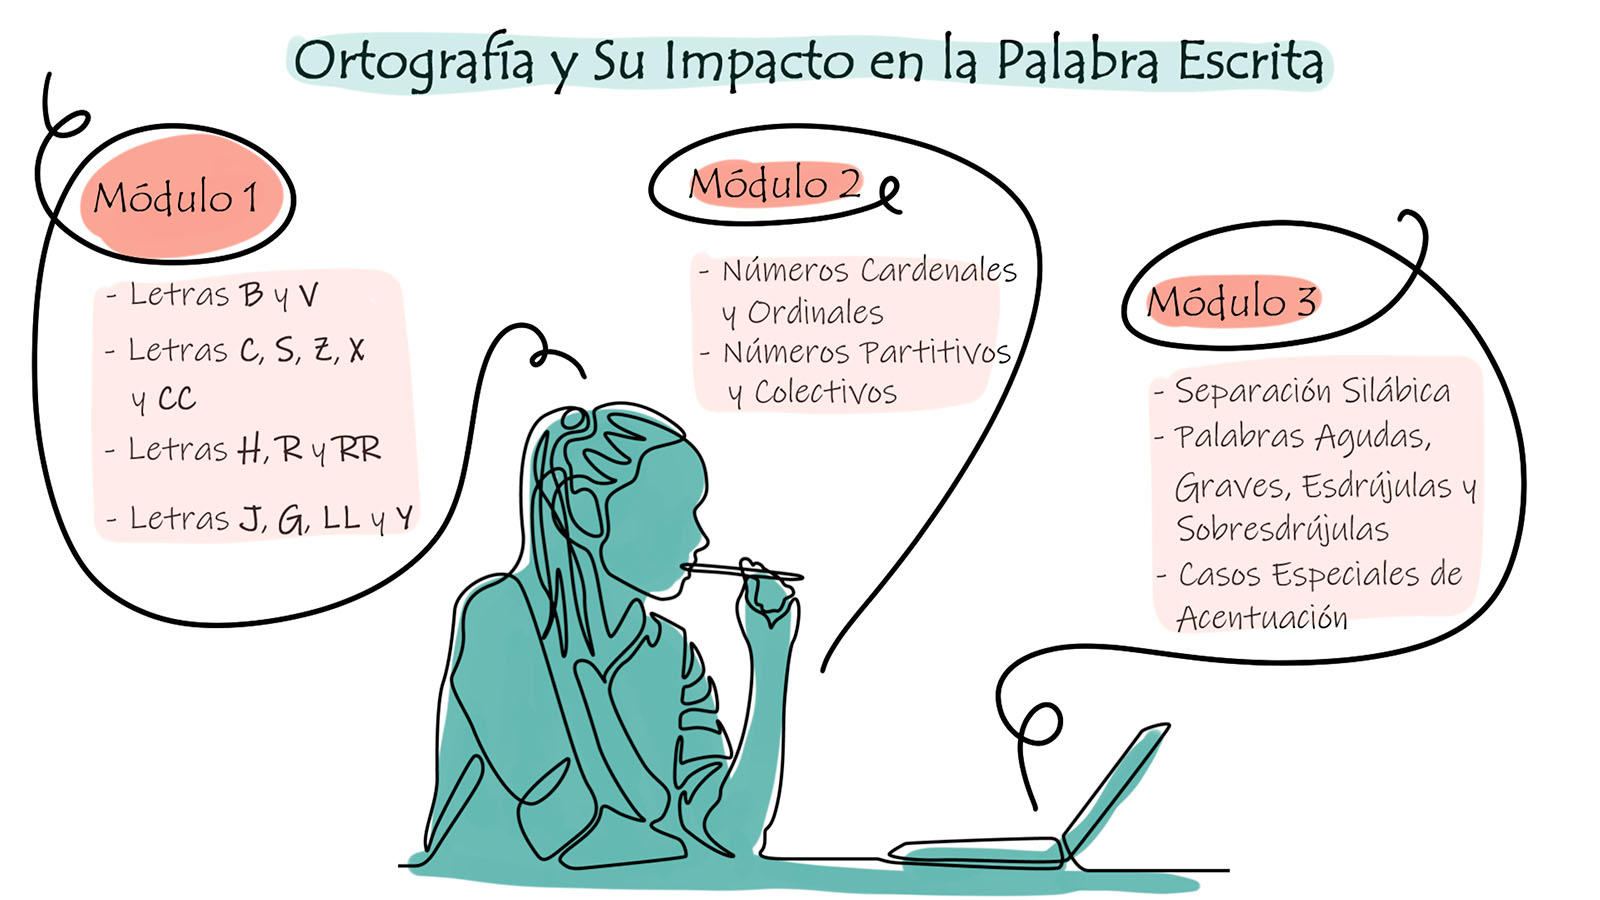 Ortografía y Su Impacto en la Palabra Escrita
Módulo 1
- Letras B y V
- Letras C, S, Z, X
y CC
- Letras H, R y RR
- Letras J, G, LL y Y
Módulo 2
- Números Cardenales
y Ordinales
- Números Partitivos
y Colectivos
Módulo 3
- Separación Silábica
- Palabras Agudas,
Graves, Esdrújulas y
Sobresdrújulas
- Casos Especiales de
Acentuación